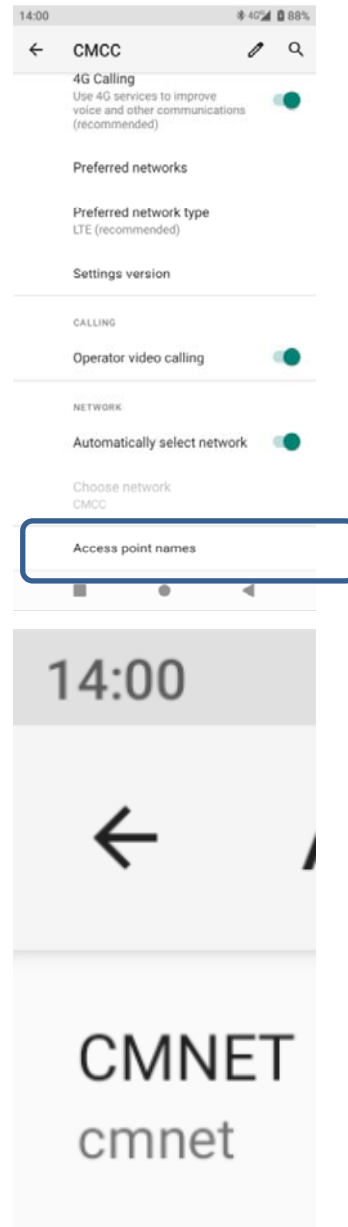 14:00
4G
88%
CMCC
4G Calling
Use 4G services to improve
voice and other communications
(recommended)
Preferred networks
Preferred network type
LTE (recommended)
Settings version
CALLING
Operator video calling
NETWORK
Automatically select network
Choose network
CMCC
Access point names
14:00
CMNET
cmnet